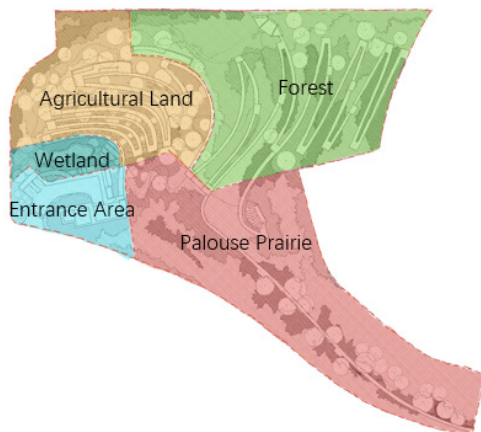 Forest
Agricultural Land
Wetland
Entrance Area
Palouse Prairie